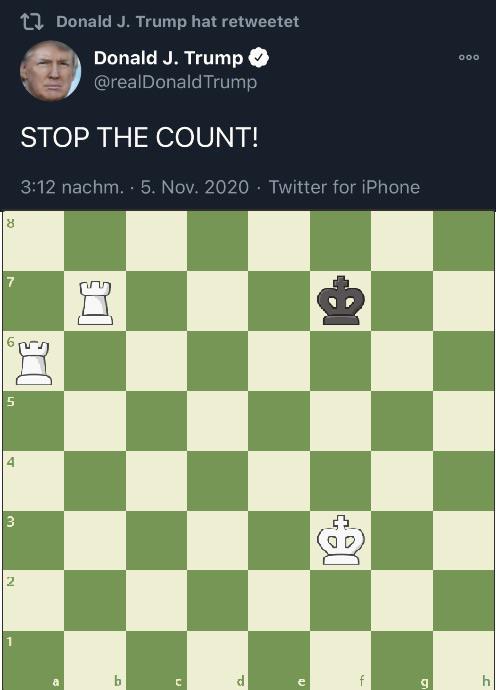 Donald J. Trump hat retweetet
Donald J. Trump
@realDonaldTrump
STOP THE COUNT!
3:12 nachm. · 5. Nov. 2020 · Twitter for iPhone
8
7
6
5
4
3
2
1
a b c d e f g h